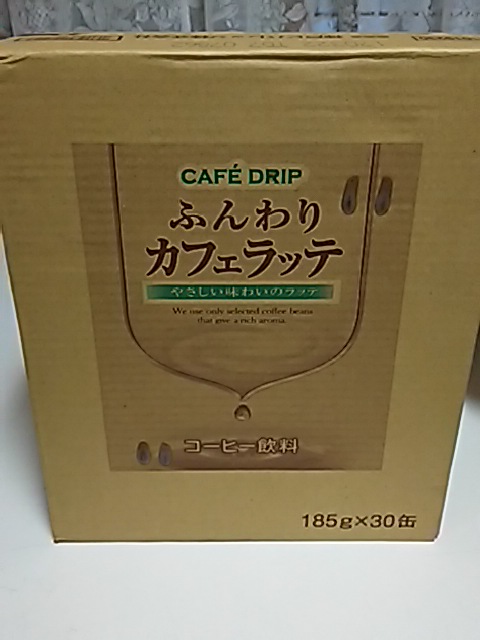 CAFÉ DRIP
ふんわり
カフェラッテ
やさしい味わいのラッテ
We use only selected coffee beans
that give a rich aroma.
コーヒー飲料
185g×30缶